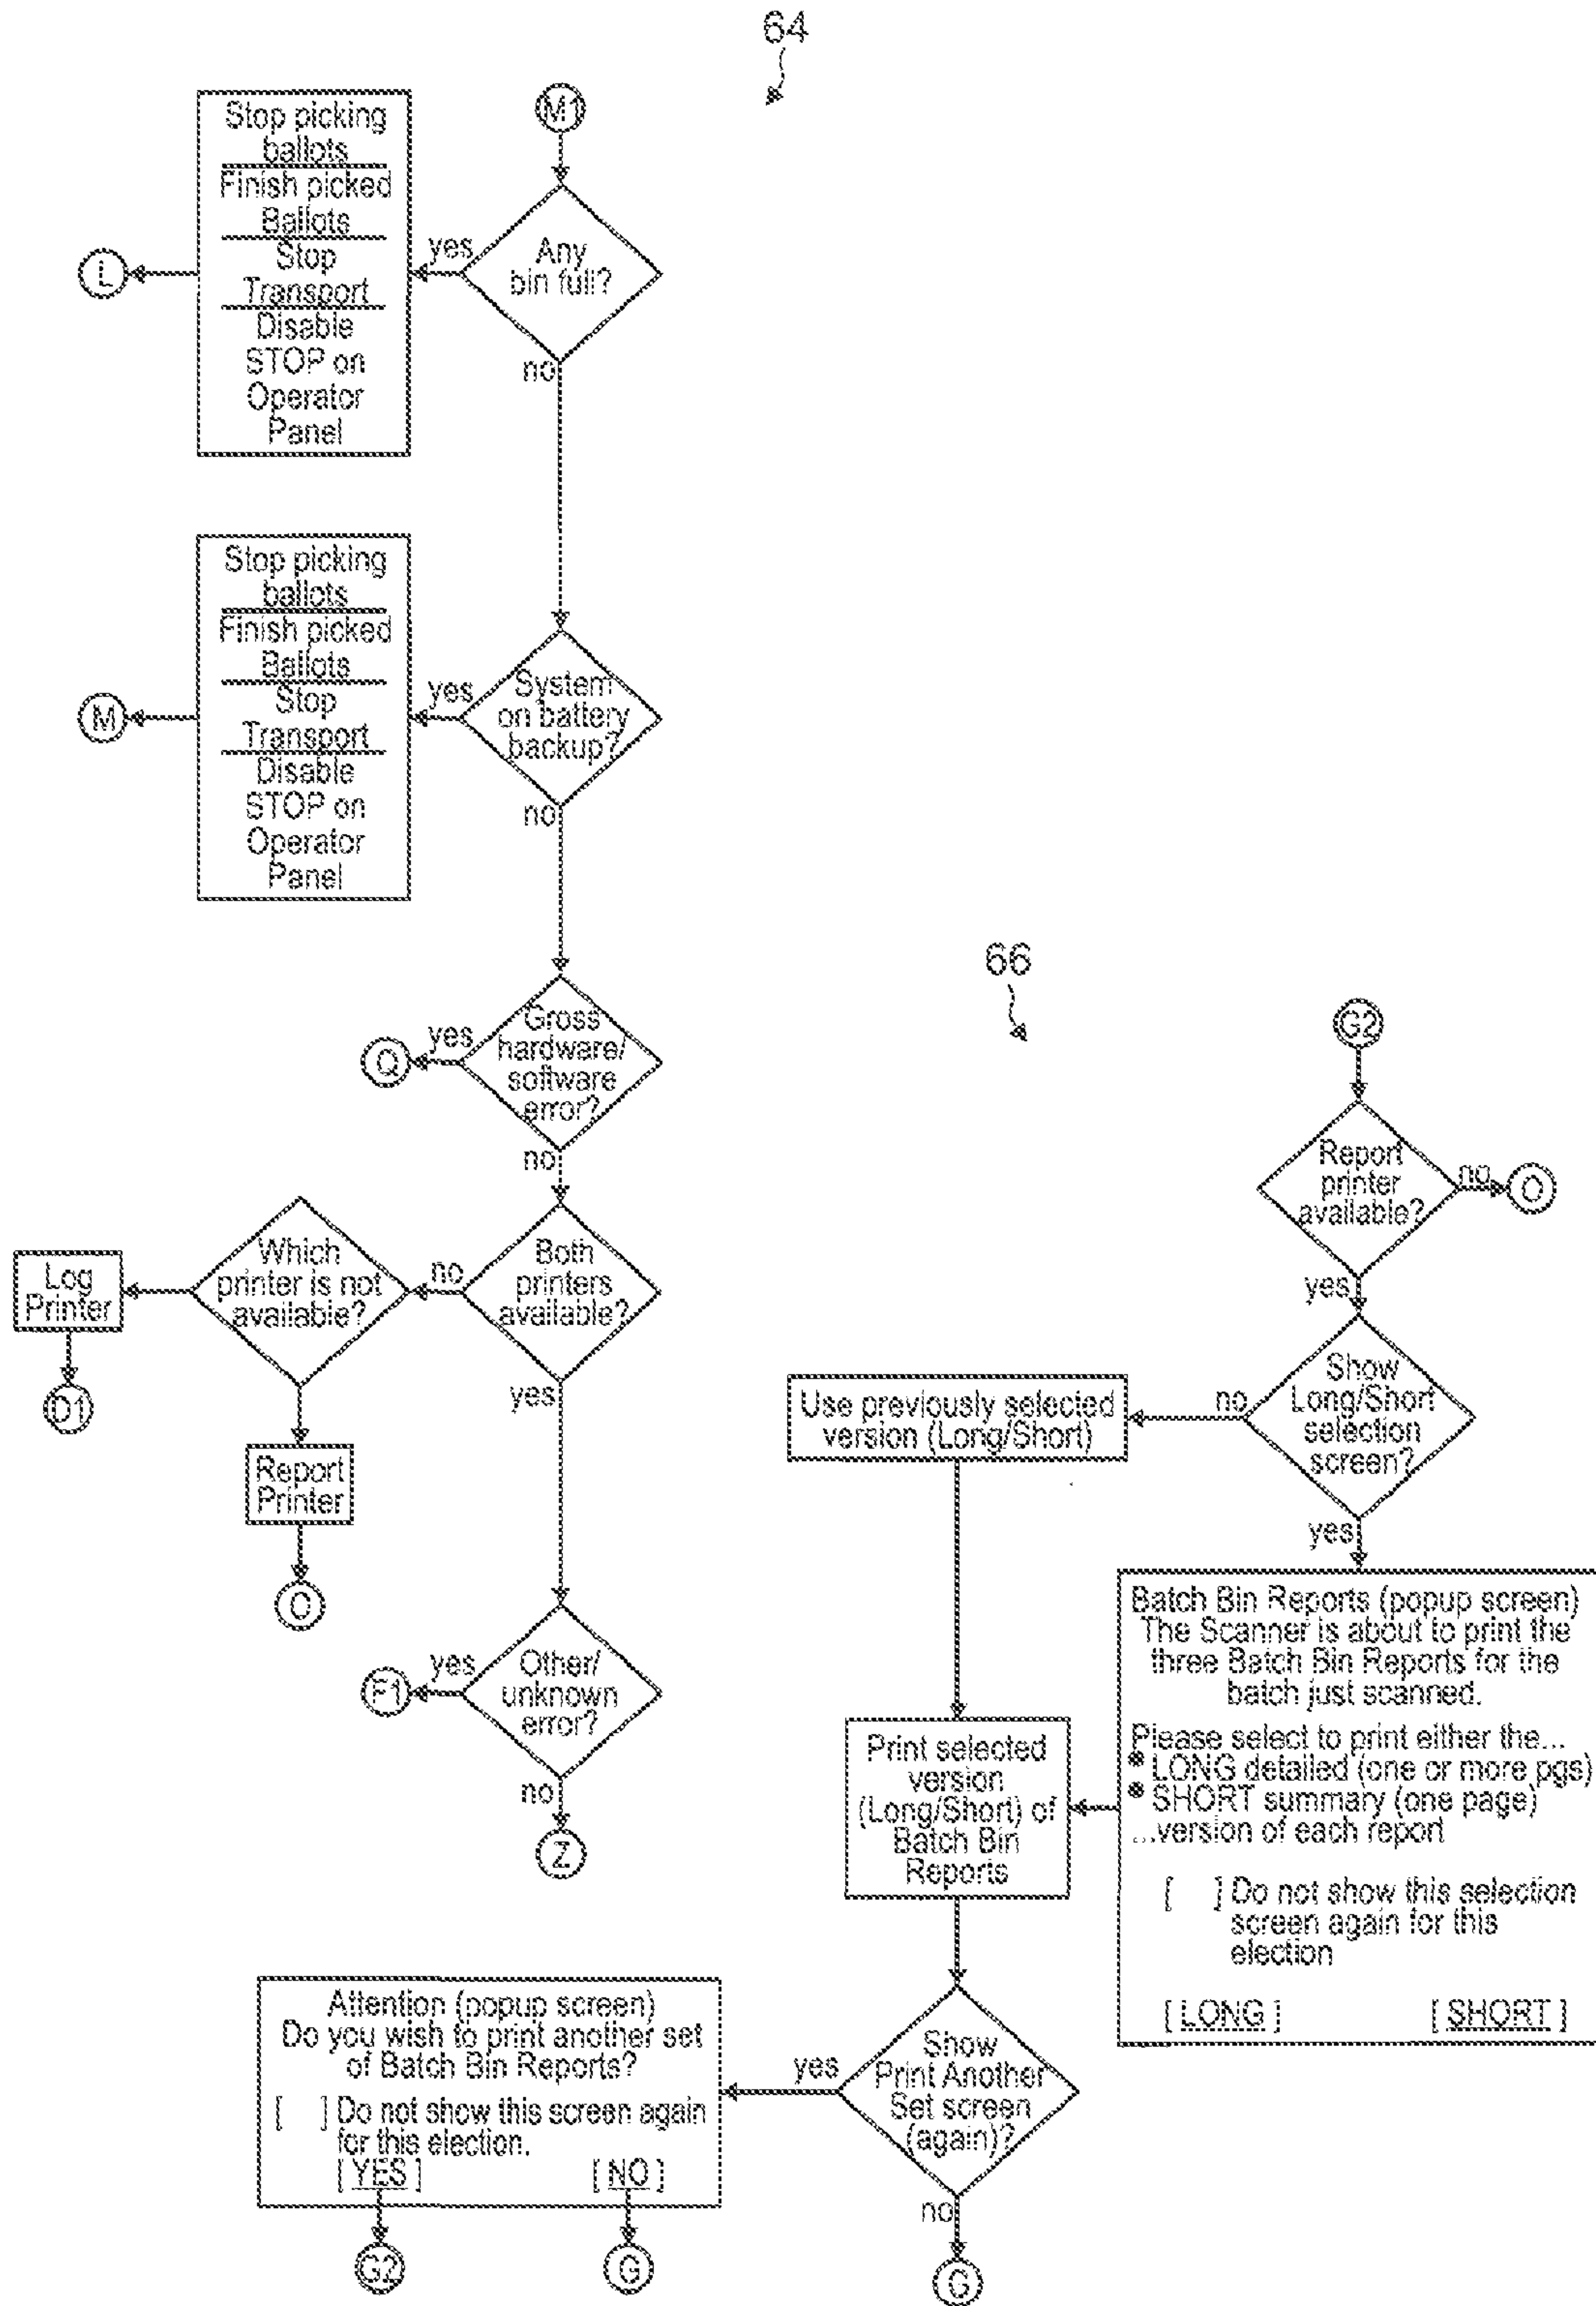 64
M1
Stop picking
ballots
Finish picked
Ballots
Stop
Transport
Disable
STOP on
Operator
Panel
L
yes
Any
bin full?
no
Stop picking
ballots
Finish picked
Ballots
Stop
Transport
Disable
STOP on
Operator
Panel
M
yes
System
on battery
backup?
no
Q
yes
Gross
hardware/
software
error?
no
Log
Printer
Which
printer is not
available?
no
Both
printers
available?
yes
O1
Report
Printer
O
F1
yes
Other/
unknown
error?
no
Z
66
G2
Report
printer
available?
no
O
yes
Show
Long/Short
selection
screen?
no
yes
Use previously selected
version (Long/Short)
Batch Bin Reports (popup screen)
The Scanner is about to print the
three Batch Bin Reports for the
batch just scanned.
Please select to print either the...
• LONG detailed (one or more pgs)
• SHORT summary (one page)
...version of each report
[ ] Do not show this selection
screen again for this
election
[ LONG ] [ SHORT ]
Print selected
version
(Long/Short) of
Batch Bin
Reports
Show
Print Another
Set screen
(again)?
yes
no
G
Attention (popup screen)
Do you wish to print another set
of Batch Bin Reports?
[ ] Do not show this screen again
for this election.
[ YES ] [ NO ]
G2
G